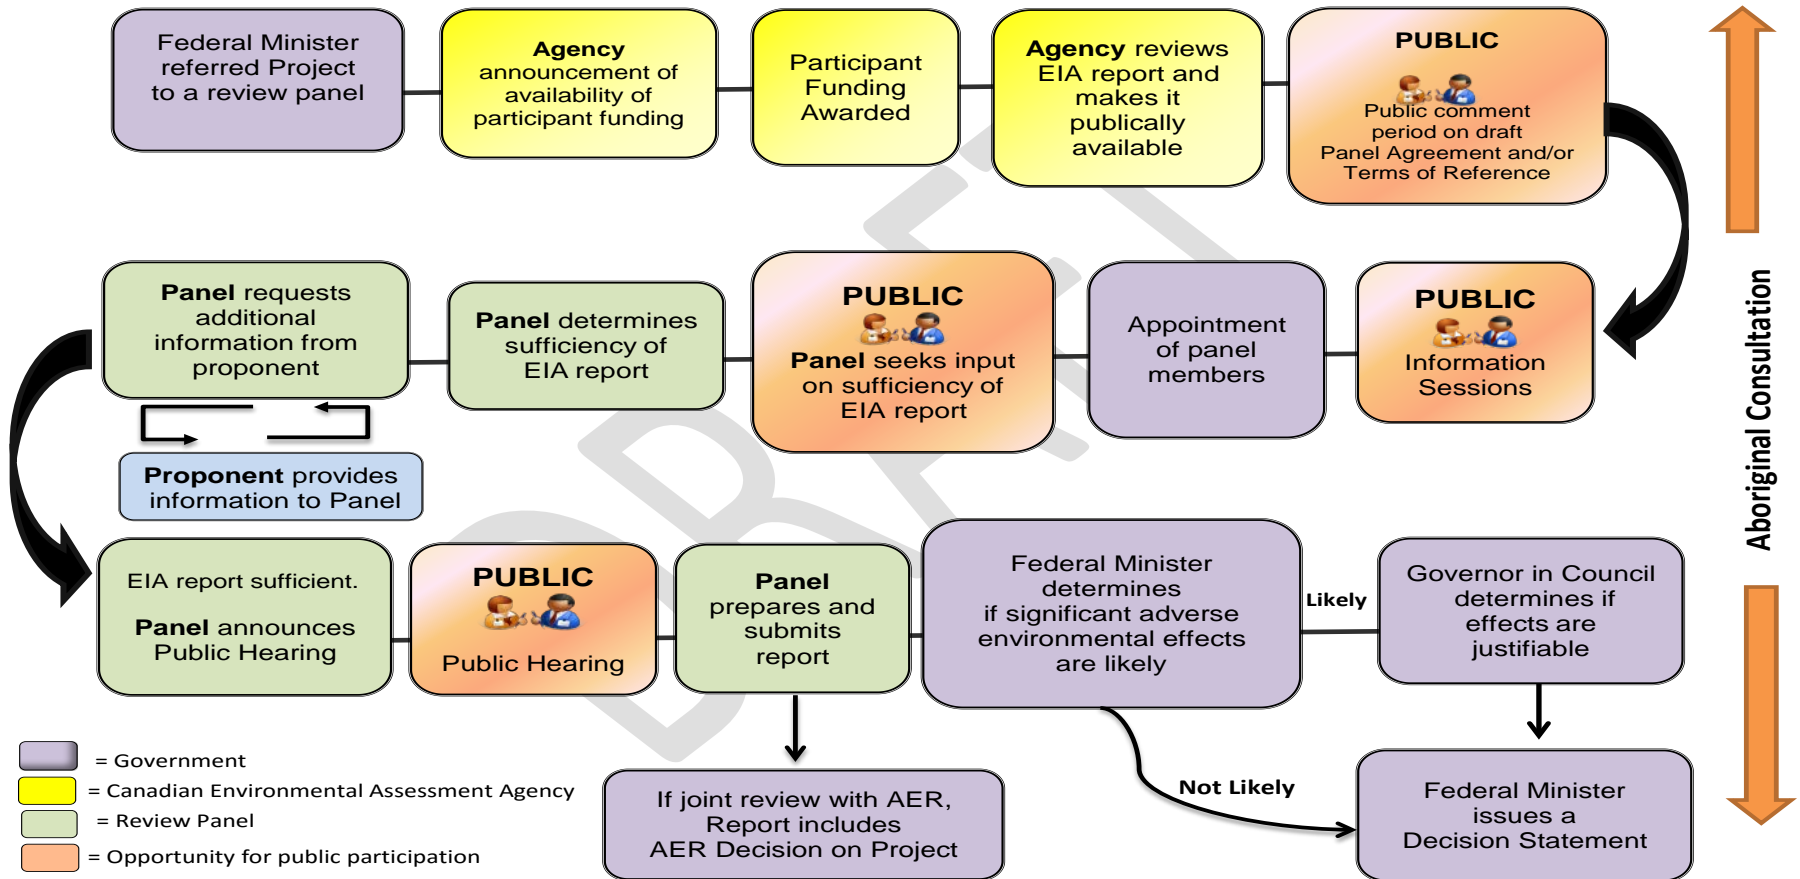 Federal Minister
referred Project
to a review panel
Agency
announcement of
availability of
participant funding
Participant
Funding
Awarded
Agency reviews
EIA report and
makes it
publically
available
PUBLIC
Public comment
period on draft
Panel Agreement and/or
Terms of Reference
PUBLIC
Information
Sessions
Appointment
of panel
members
PUBLIC
Panel seeks input
on sufficiency of
EIA report
Panel determines
sufficiency of
EIA report
Panel requests
additional
information from
proponent
Proponent provides
information to Panel
EIA report sufficient.
Panel announces
Public Hearing
PUBLIC
Public Hearing
Panel
prepares and
submits
report
If joint review with AER,
Report includes
AER Decision on Project
Federal Minister
determines
if significant adverse
environmental effects
are likely
Likely
Governor in Council
determines if
effects are
justifiable
Not Likely
Federal Minister
issues a
Decision Statement
Aboriginal Consultation
= Government
= Canadian Environmental Assessment Agency
= Review Panel
= Opportunity for public participation
DRAFT